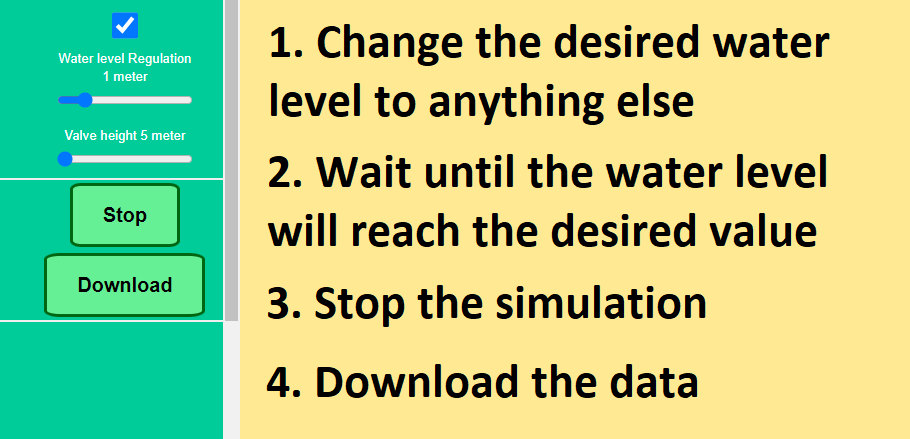 Water level Regulation
1 meter
Valve height 5 meter
Stop
Download
1. Change the desired water
level to anything else
2. Wait until the water level
will reach the desired value
3. Stop the simulation
4. Download the data